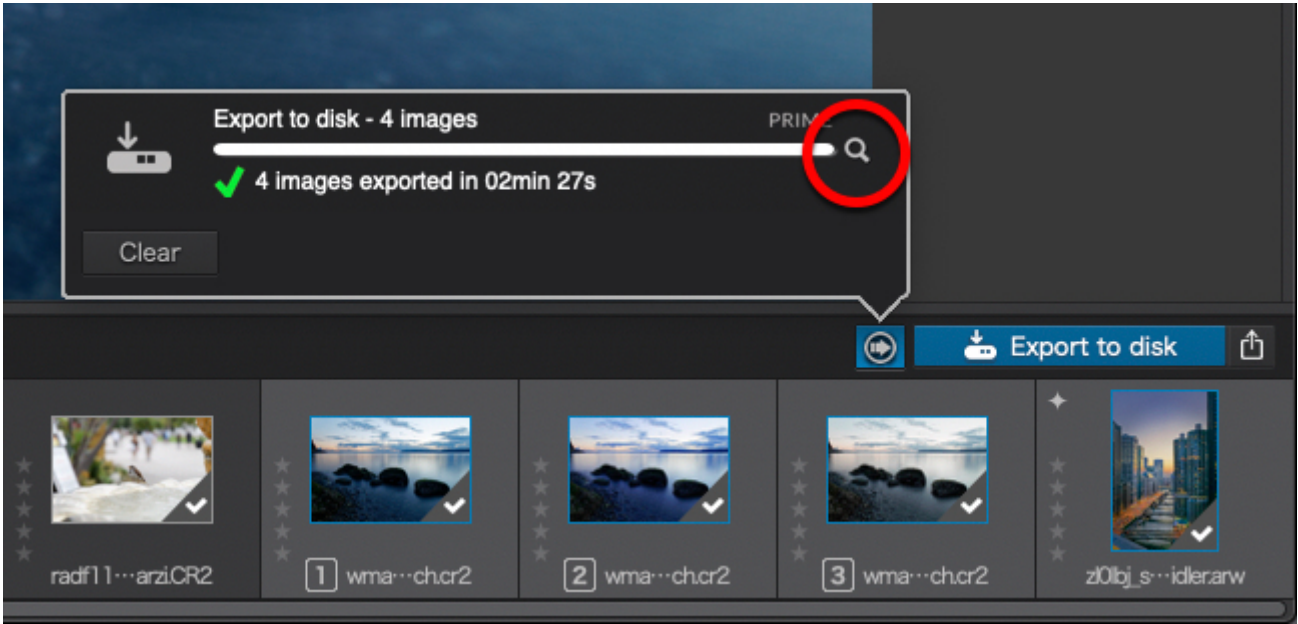 Export to disk - 4 images
PRIME
4 images exported in 02min 27s
Clear
Export to disk
radf11···arzi.CR2
1 wma···ch.cr2
2 wma···ch.cr2
3 wma···ch.cr2
zl0lbj_s···idler.arw